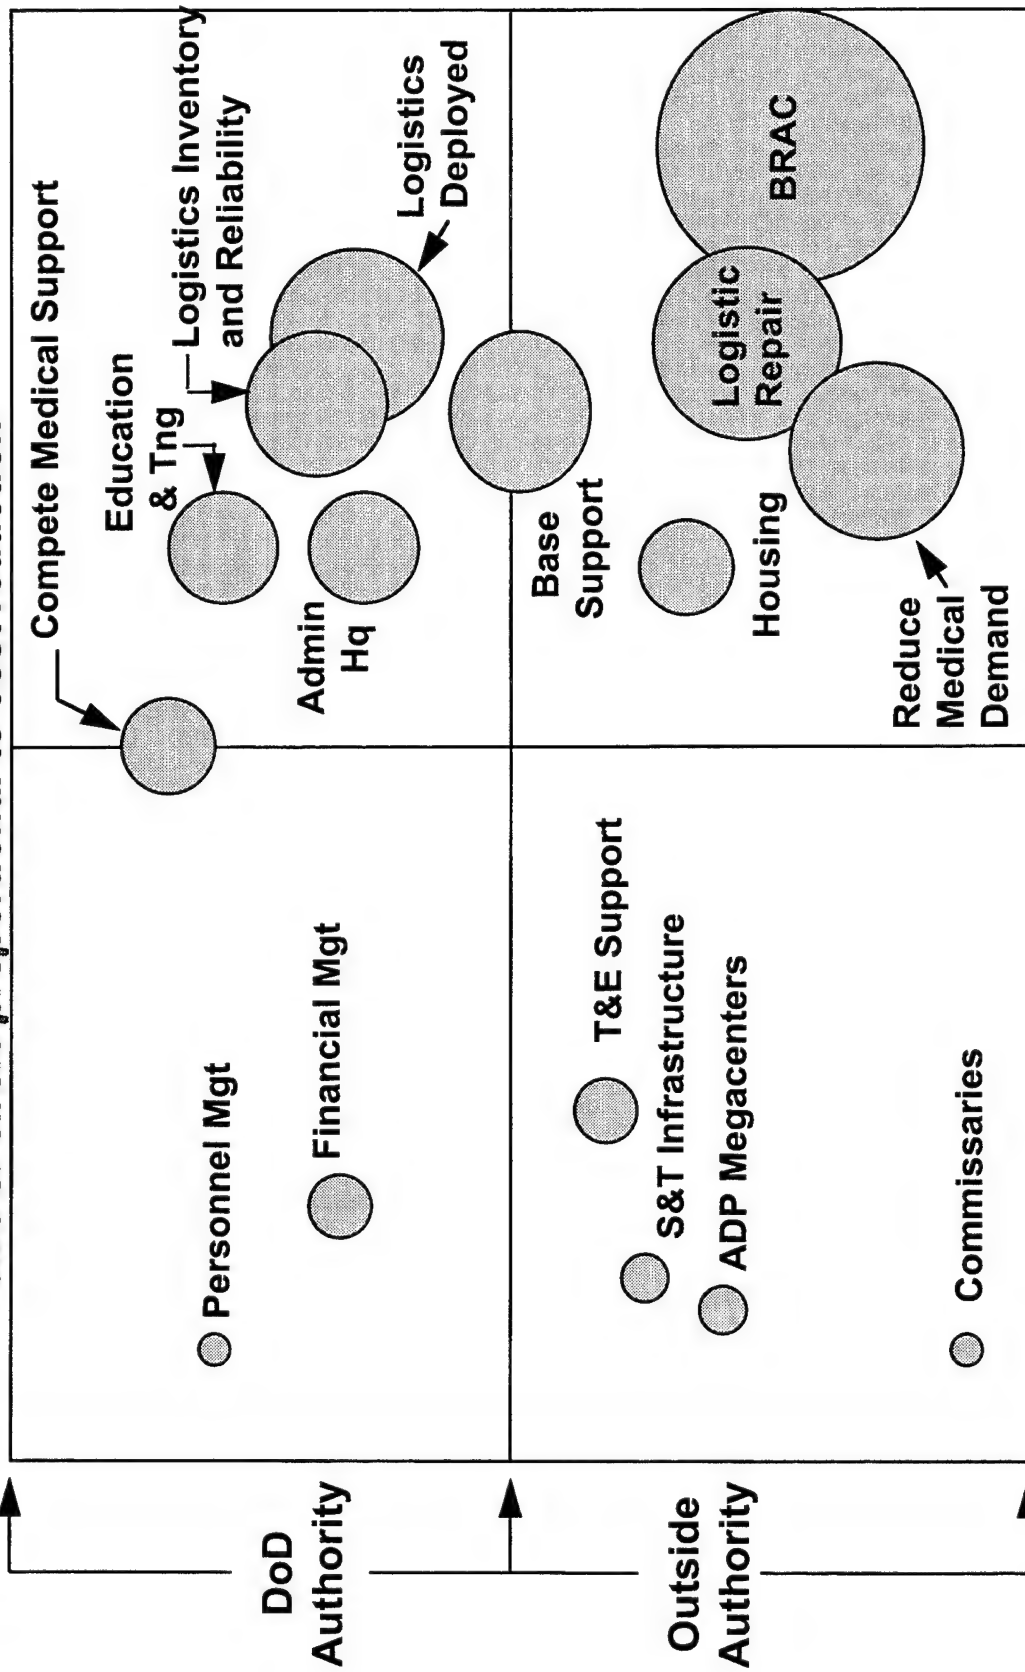 Compete Medical Support
Education
& Tng
Logistics Inventory
and Reliability
Logistics
Deployed
Admin
Hq
Personnel Mgt
Financial Mgt
DoD
Authority
Base
Support
BRAC
Logistic
Repair
Housing
Reduce
Medical
Demand
T&E Support
S&T Infrastructure
ADP Megacenters
Commissaries
Outside
Authority